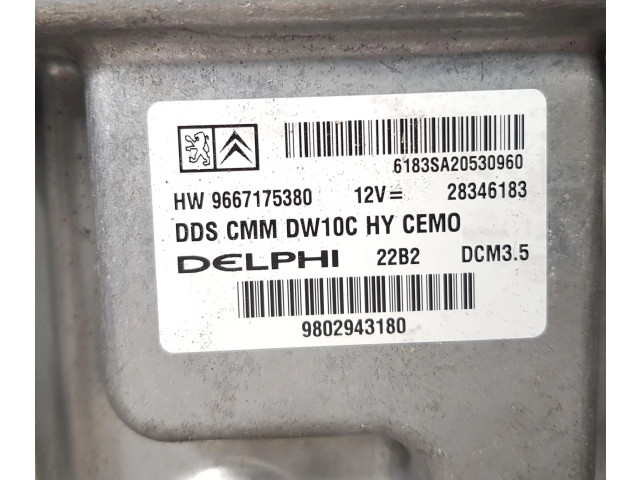 6183SA20530960
HW 9667175380 12V= 28346183
DDS CMM DW10C HY CEMO
DELPHI 22B2 DCM3.5
9802943180